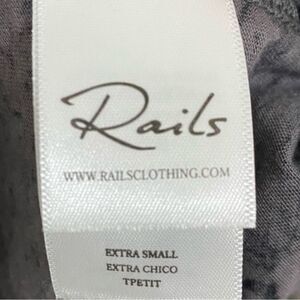 Rails
WWW.RAILSCLOTHING.COM
EXTRA SMALL
EXTRA CHICO
TPETIT